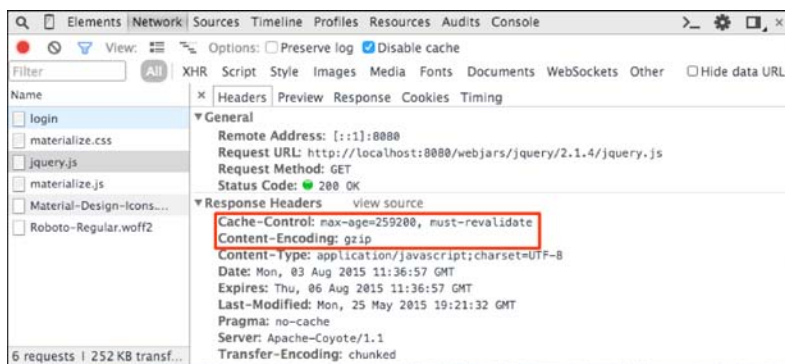 Elements Network Sources Timeline Profiles Resources Audits Console
View: Options: Preserve log Disable cache
Filter All XHR Script Style Images Media Fonts Documents WebSockets Other Hide data URL
Name
login
materialize.css
jquery.js
materialize.js
Material-Design-Icons....
Roboto-Regular.woff2
6 requests | 252 KB transf...
× Headers Preview Response Cookies Timing
▼General
Remote Address: [::1]:8080
Request URL: http://localhost:8080/webjars/jquery/2.1.4/jquery.js
Request Method: GET
Status Code: 200 OK
▼Response Headers view source
Cache-Control: max-age=259200, must-revalidate
Content-Encoding: gzip
Content-Type: application/javascript;charset=UTF-8
Date: Mon, 03 Aug 2015 11:36:57 GMT
Expires: Thu, 06 Aug 2015 11:36:57 GMT
Last-Modified: Mon, 25 May 2015 19:21:32 GMT
Pragma: no-cache
Server: Apache-Coyote/1.1
Transfer-Encoding: chunked